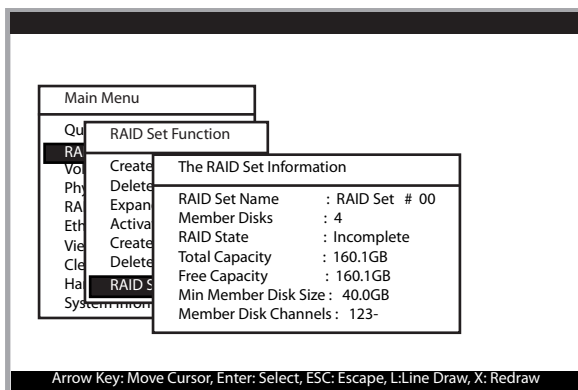 Main Menu
Qu
RA
Vol
Phy
RA
Eth
Vie
Cle
Ha
System Inform
RAID Set Function
Create
Delete
Expan
Activa
Create
Delete
RAID S
The RAID Set Information
RAID Set Name : RAID Set # 00
Member Disks : 4
RAID State : Incomplete
Total Capacity : 160.1GB
Free Capacity : 160.1GB
Min Member Disk Size : 40.0GB
Member Disk Channels : 123-
Arrow Key: Move Cursor, Enter: Select, ESC: Escape, L:Line Draw, X: Redraw